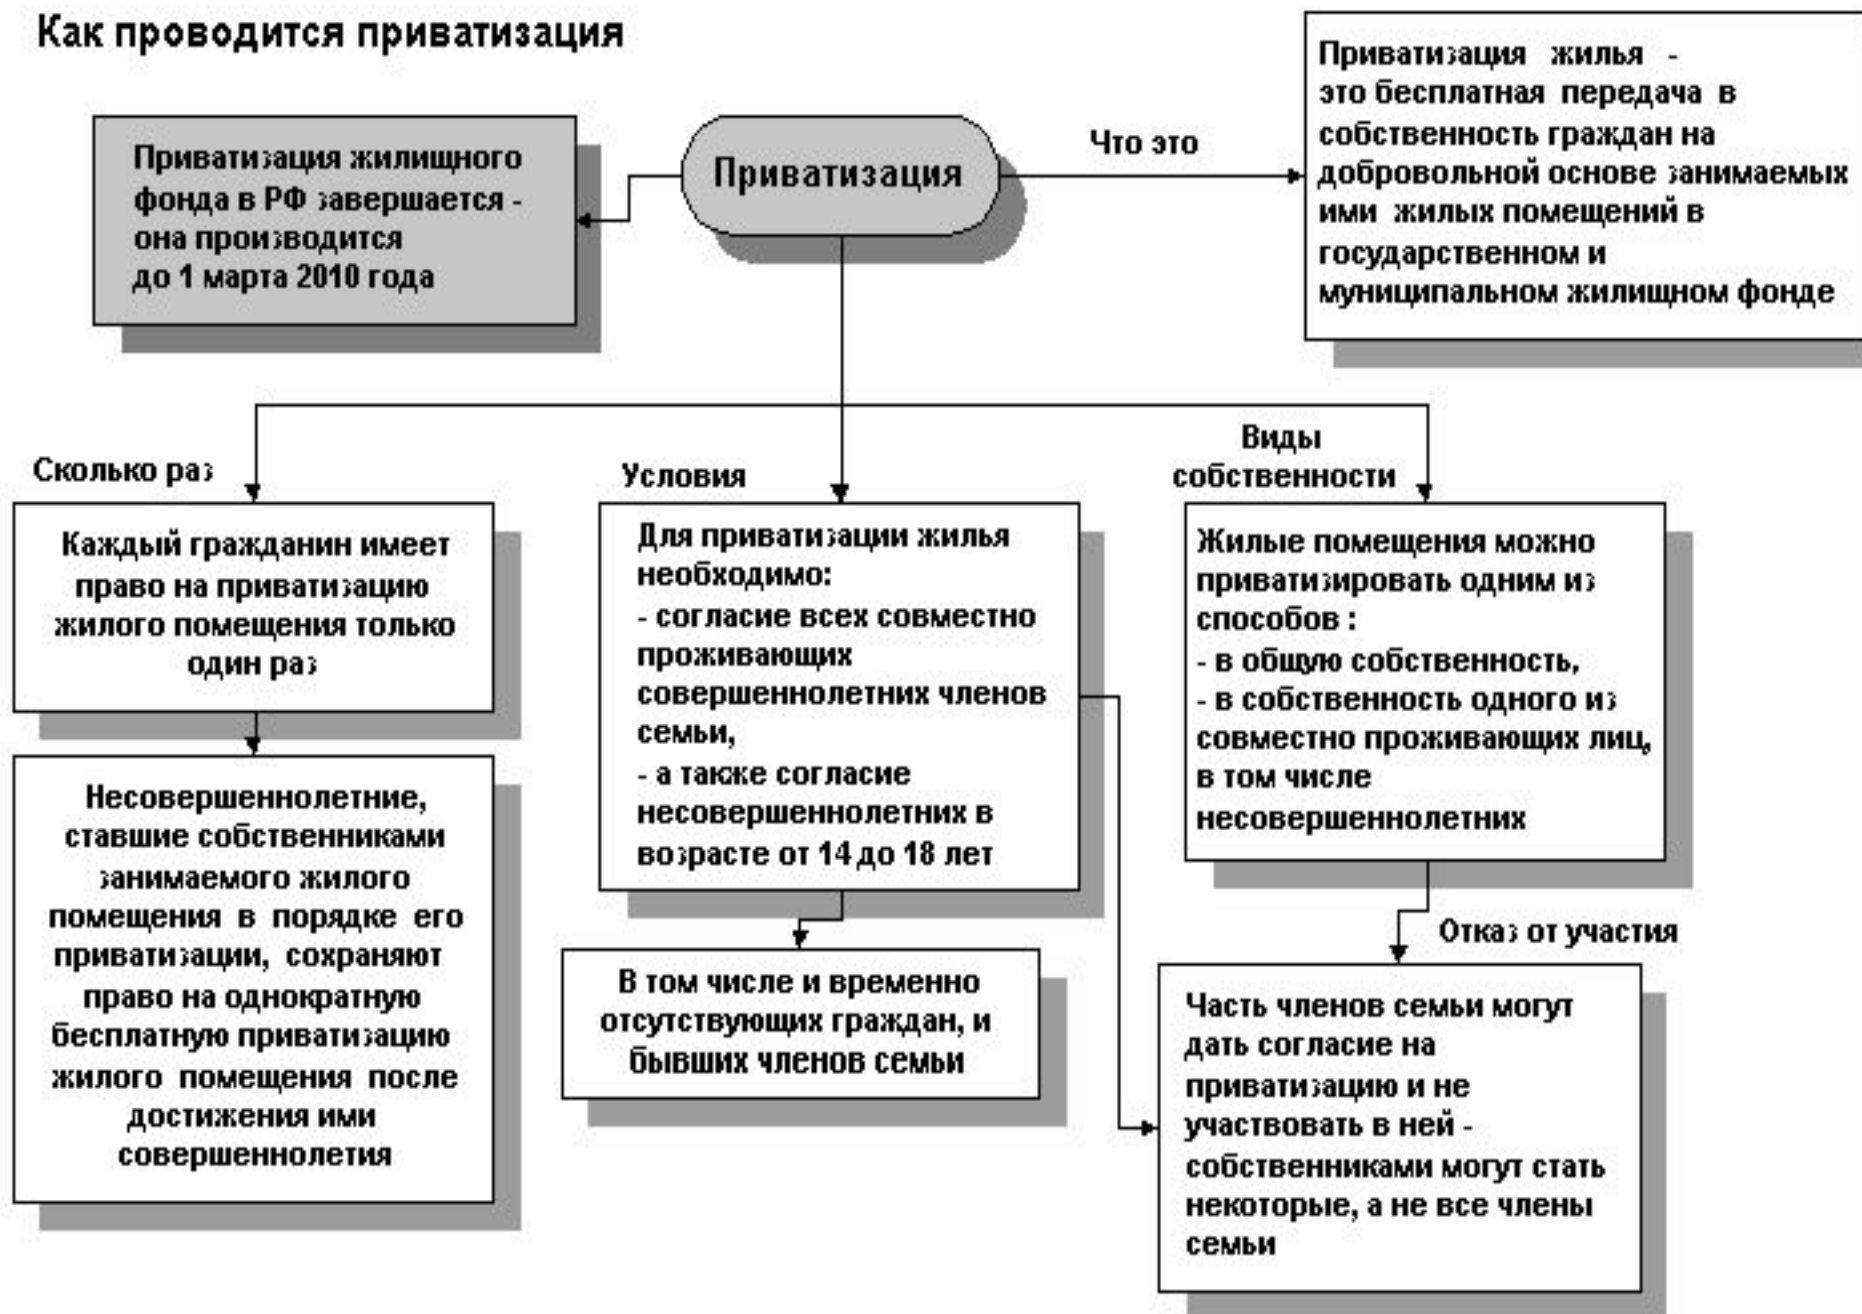 Как проводится приватизация
Приватизация жилищного
фонда в РФ завершается -
она производится
до 1 марта 2010 года
Приватизация
Что это
Приватизация жилья -
это бесплатная передача в
собственность граждан на
добровольной основе занимаемых
ими жилых помещений в
государственном и
муниципальном жилищном фонде
Сколько раз
Каждый гражданин имеет
право на приватизацию
жилого помещения только
один раз
Несовершеннолетние,
ставшие собственниками
занимаемого жилого
помещения в порядке его
приватизации, сохраняют
право на однократную
бесплатную приватизацию
жилого помещения после
достижения ими
совершеннолетия
Условия
Для приватизации жилья
необходимо:
- согласие всех совместно
проживающих
совершеннолетних членов
семьи,
- а также согласие
несовершеннолетних в
возрасте от 14 до 18 лет
В том числе и временно
отсутствующих граждан, и
бывших членов семьи
Виды
собственности
Жилые помещения можно
приватизировать одним из
способов :
- в общую собственность,
- в собственность одного из
совместно проживающих лиц,
в том числе
несовершеннолетних
Отказ от участия
Часть членов семьи могут
дать согласие на
приватизацию и не
участвовать в ней -
собственниками могут стать
некоторые, а не все члены
семьи